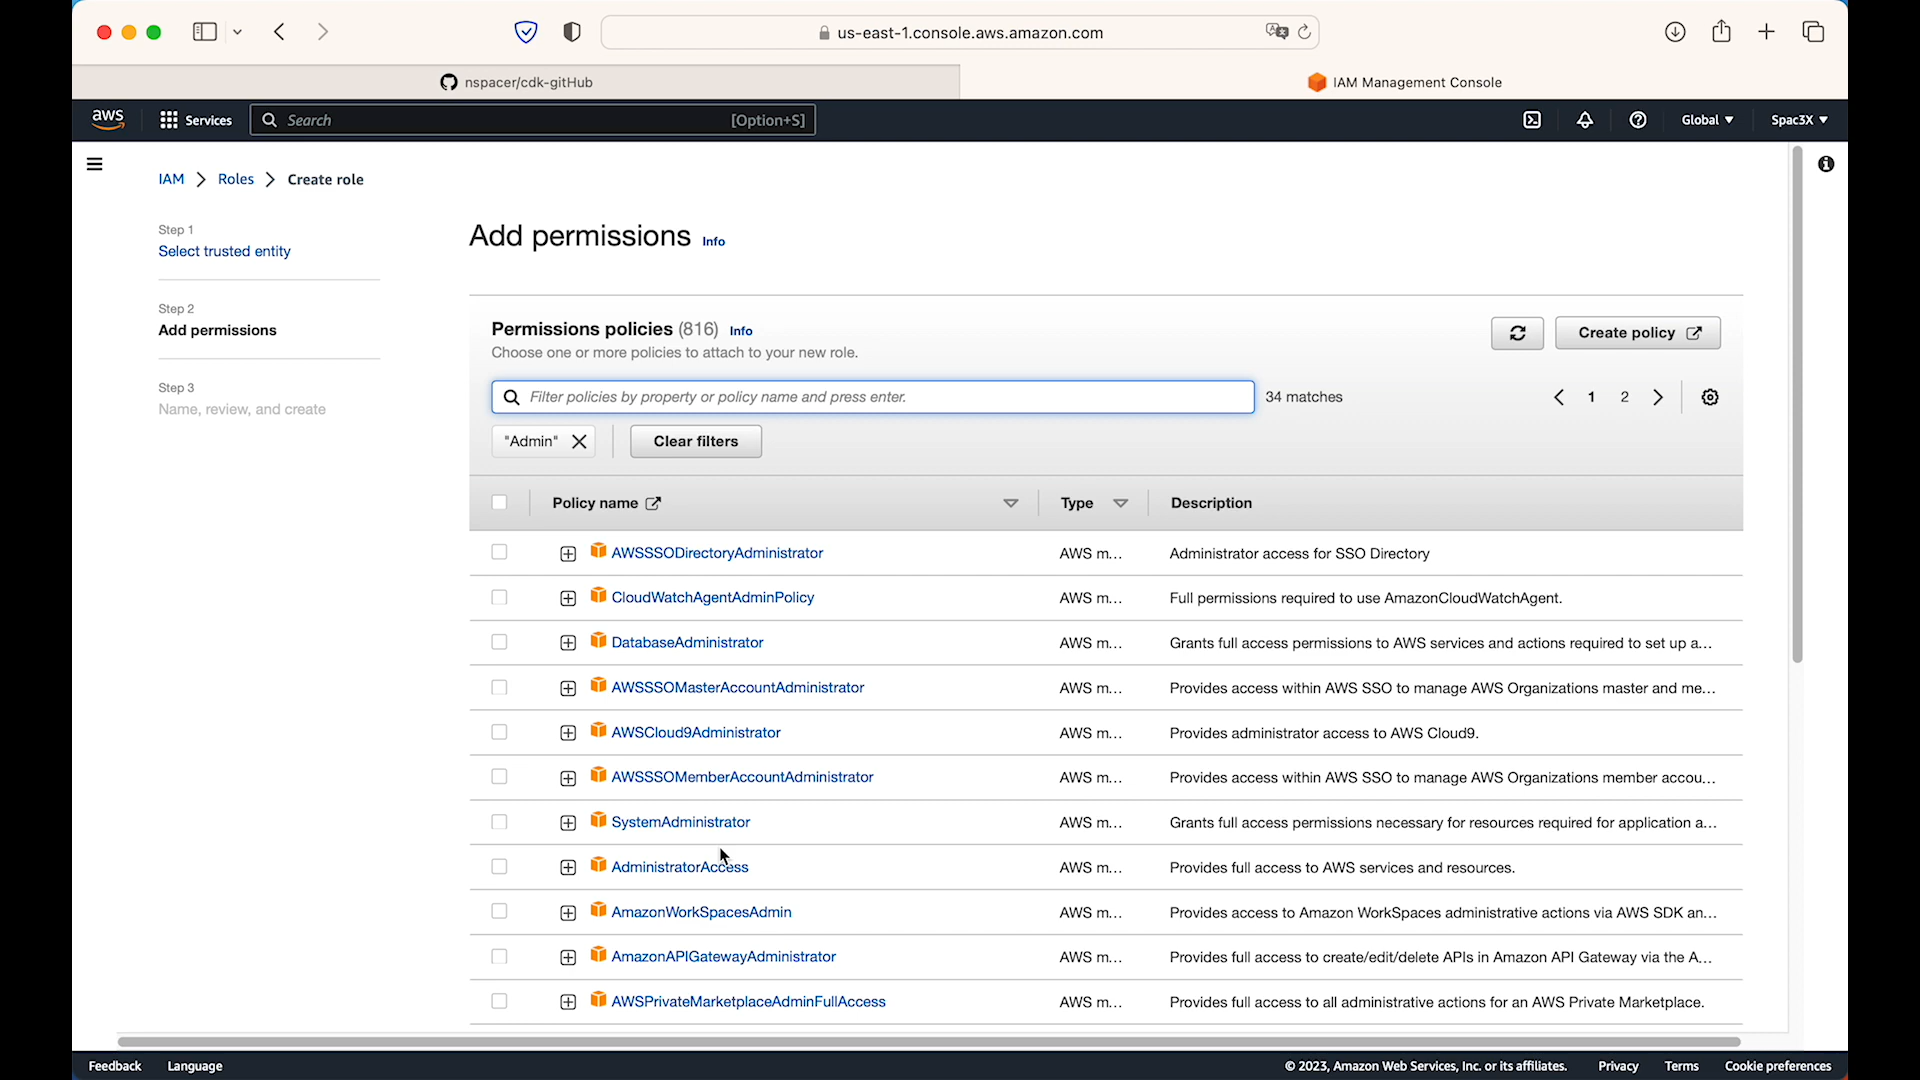 us-east-1.console.aws.amazon.com
nspacer/cdk-gitHub
IAM Management Console
aws
Services
Search
[Option+S]
Global
Spac3X
IAM > Roles > Create role
Step 1
Select trusted entity
Step 2
Add permissions
Step 3
Name, review, and create
Add permissions Info
Permissions policies (816) Info
Choose one or more policies to attach to your new role.
Create policy
Filter policies by property or policy name and press enter.
34 matches
1 2
"Admin"
Clear filters
Policy name Type Description
AWSSSODirectoryAdministrator AWS m... Administrator access for SSO Directory
CloudWatchAgentAdminPolicy AWS m... Full permissions required to use AmazonCloudWatchAgent.
DatabaseAdministrator AWS m... Grants full access permissions to AWS services and actions required to set up a...
AWSSSOMasterAccountAdministrator AWS m... Provides access within AWS SSO to manage AWS Organizations master and me...
AWSCloud9Administrator AWS m... Provides administrator access to AWS Cloud9.
AWSSSOMemberAccountAdministrator AWS m... Provides access within AWS SSO to manage AWS Organizations member accou...
SystemAdministrator AWS m... Grants full access permissions necessary for resources required for application a...
AdministratorAccess AWS m... Provides full access to AWS services and resources.
AmazonWorkSpacesAdmin AWS m... Provides access to Amazon WorkSpaces administrative actions via AWS SDK an...
AmazonAPIGatewayAdministrator AWS m... Provides full access to create/edit/delete APIs in Amazon API Gateway via the A...
AWSPrivateMarketplaceAdminFullAccess AWS m... Provides full access to all administrative actions for an AWS Private Marketplace.
Feedback Language
© 2023, Amazon Web Services, Inc. or its affiliates. Privacy Terms Cookie preferences